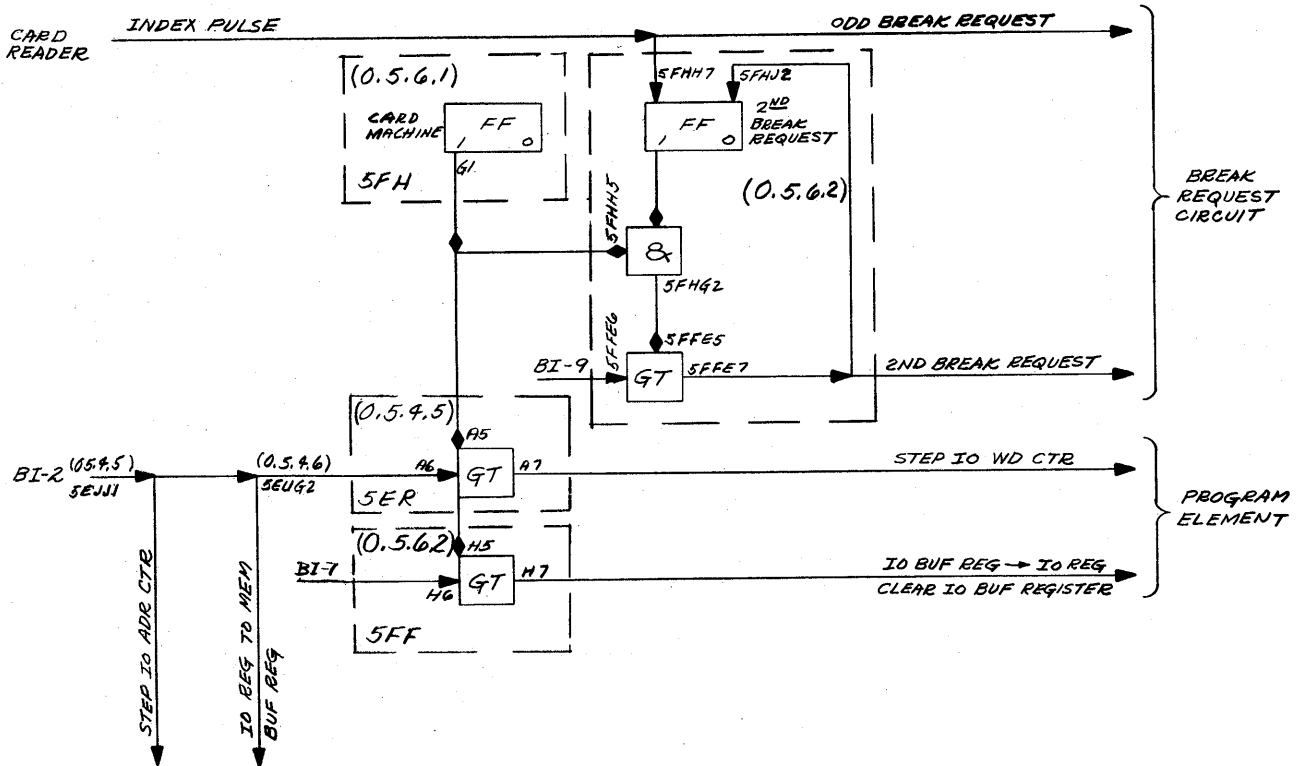 CARD
READER
INDEX PULSE
ODD BREAK REQUEST
(0.5.6.1)
CARD
MACHINE
FF
1 0
G1
5FH
5FHH7
5FHJ2
FF
1 0
2ND
BREAK
REQUEST
(0.5.6.2)
5FHH5
&
5FHG2
5FFE6
5FFE5
BI-9
GT
5FFE7
2ND BREAK REQUEST
BREAK
REQUEST
CIRCUIT
(0.5.4.5)
A5
BI-2
(05.4.5)
5EJJ1
(0.5.4.6)
5EUG2
A6
GT
A7
STEP IO WD CTR
5ER
(0.5.6.2)
H5
BI-7
H6
GT
H7
IO BUF REG → IO REG
CLEAR IO BUF REGISTER
5FF
PROGRAM
ELEMENT
STEP IO ADR CTR
IO REG TO MEM
BUF REG